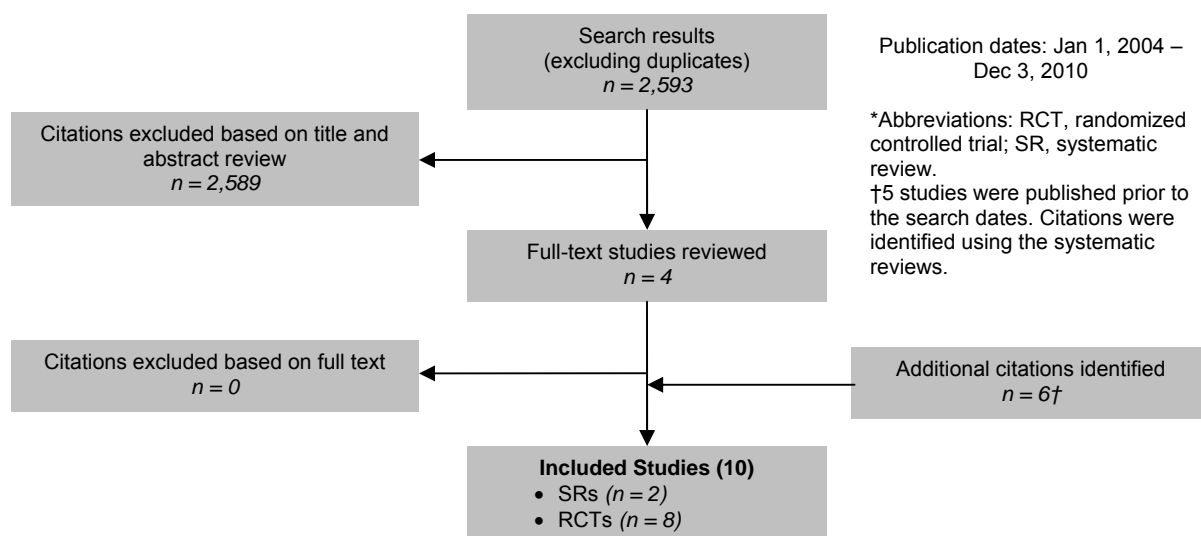 Search results
(excluding duplicates)
n = 2,593
Publication dates: Jan 1, 2004 –
Dec 3, 2010
*Abbreviations: RCT, randomized
controlled trial; SR, systematic
review.
†5 studies were published prior to
the search dates. Citations were
identified using the systematic
reviews.
Citations excluded based on title and
abstract review
n = 2,589
Full-text studies reviewed
n = 4
Citations excluded based on full text
n = 0
Additional citations identified
n = 6†
Included Studies (10)
• SRs (n = 2)
• RCTs (n = 8)